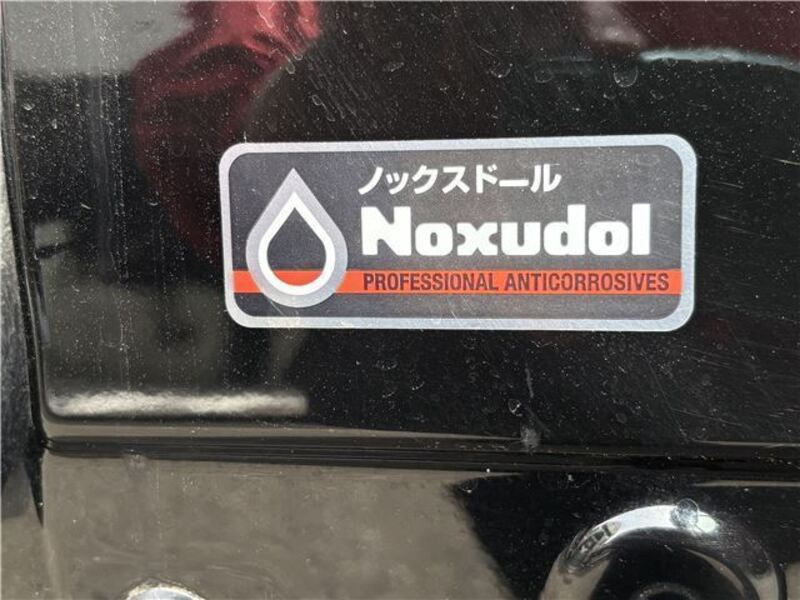 ノックスドール
Noxudol
PROFESSIONAL ANTICORROSIVES